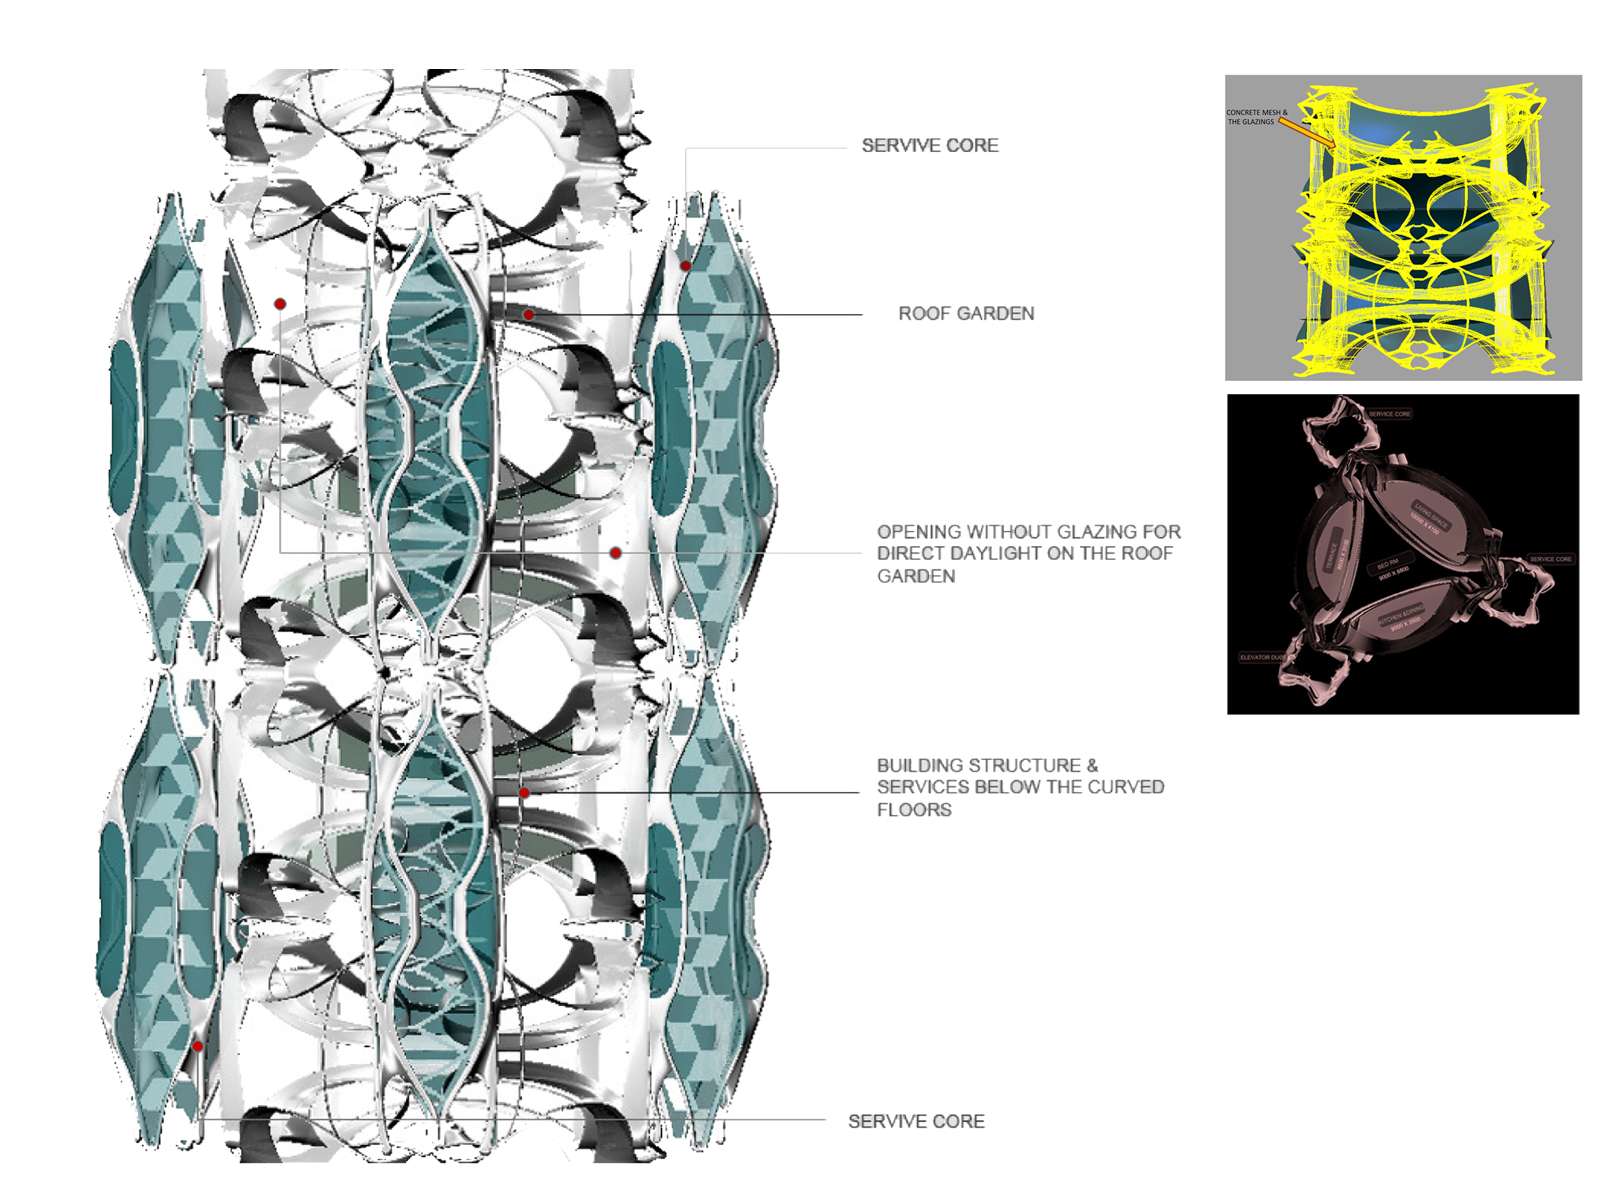 SERVIVE CORE
ROOF GARDEN
OPENING WITHOUT GLAZING FOR
DIRECT DAYLIGHT ON THE ROOF
GARDEN
BUILDING STRUCTURE &
SERVICES BELOW THE CURVED
FLOORS
SERVIVE CORE
CONCRETE MESH &
THE GLAZINGS
SERVICE CORE
LIVING SPACE
SERVICE CORE
BED RM
9000 X
KITCHEN &DINING
ELEVATOR